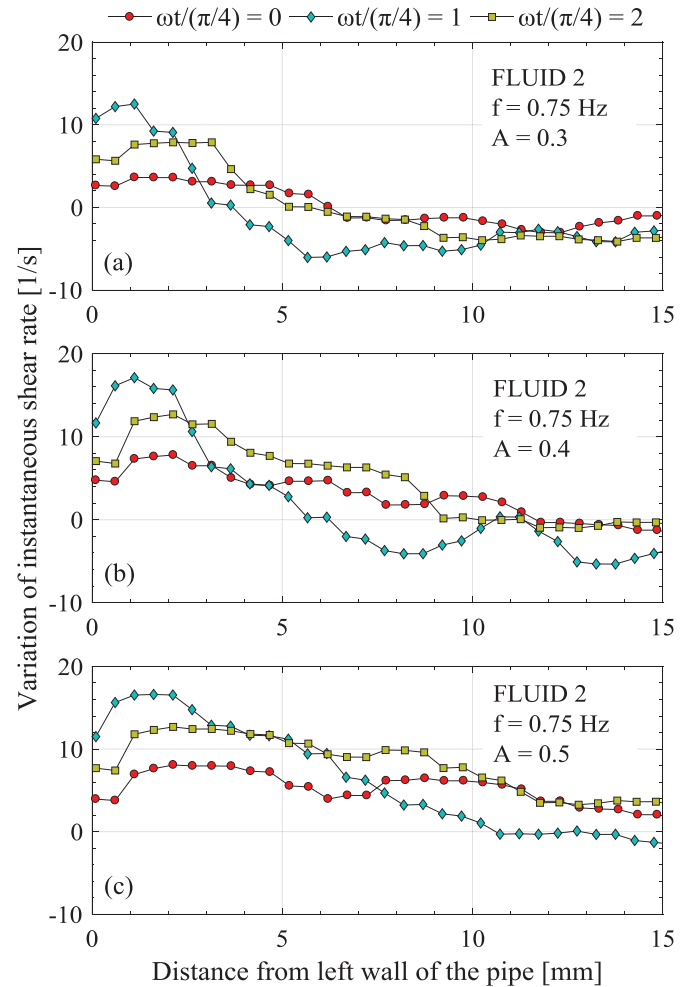 ωt/(π/4) = 0 ωt/(π/4) = 1 ωt/(π/4) = 2
Variation of instantaneous shear rate [1/s]
20
10
0
-10
FLUID 2
f = 0.75 Hz
A = 0.3
(a)
0 5 10 15
20
10
0
-10
FLUID 2
f = 0.75 Hz
A = 0.4
(b)
0 5 10 15
20
10
0
-10
FLUID 2
f = 0.75 Hz
A = 0.5
(c)
0 5 10 15
Distance from left wall of the pipe [mm]